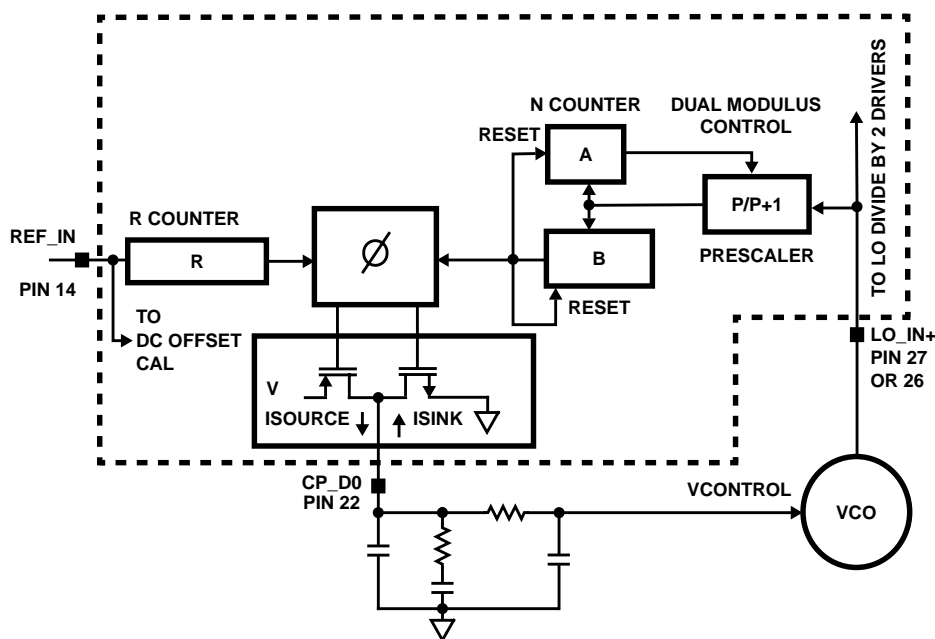 TO LO DIVIDE BY 2 DRIVERS
N COUNTER
DUAL MODULUS
CONTROL
RESET
A
P/P+1
PRESCALER
R COUNTER
REF_IN
R
PIN 14
Ø
B
RESET
TO
DC OFFSET
CAL
LO_IN+
PIN 27
OR 26
V
ISOURCE
ISINK
CP_D0
PIN 22
VCONTROL
VCO